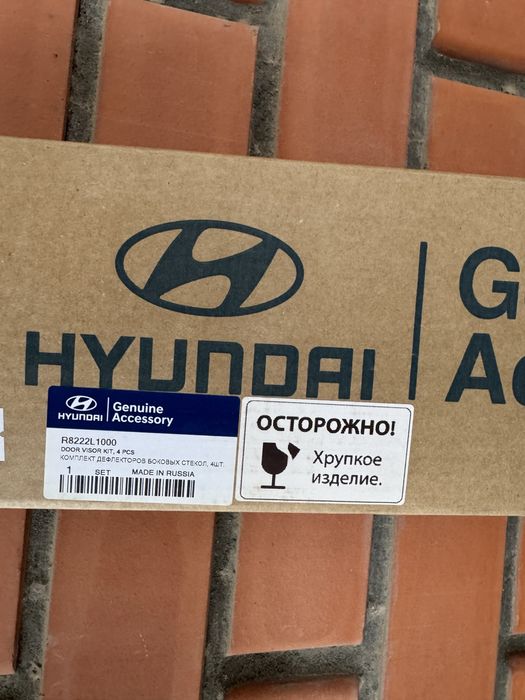 HYUNDAI
G
Ac
HYUNDAI
Genuine
Accessory
R8222L1000
DOOR VISOR KIT, 4 PCS
КОМПЛЕКТ ДЕФЛЕКТОРОВ БОКОВЫХ СТЕКОЛ, 4ШТ.
1 SET MADE IN RUSSIA
ОСТОРОЖНО!
Хрупкое
изделие.